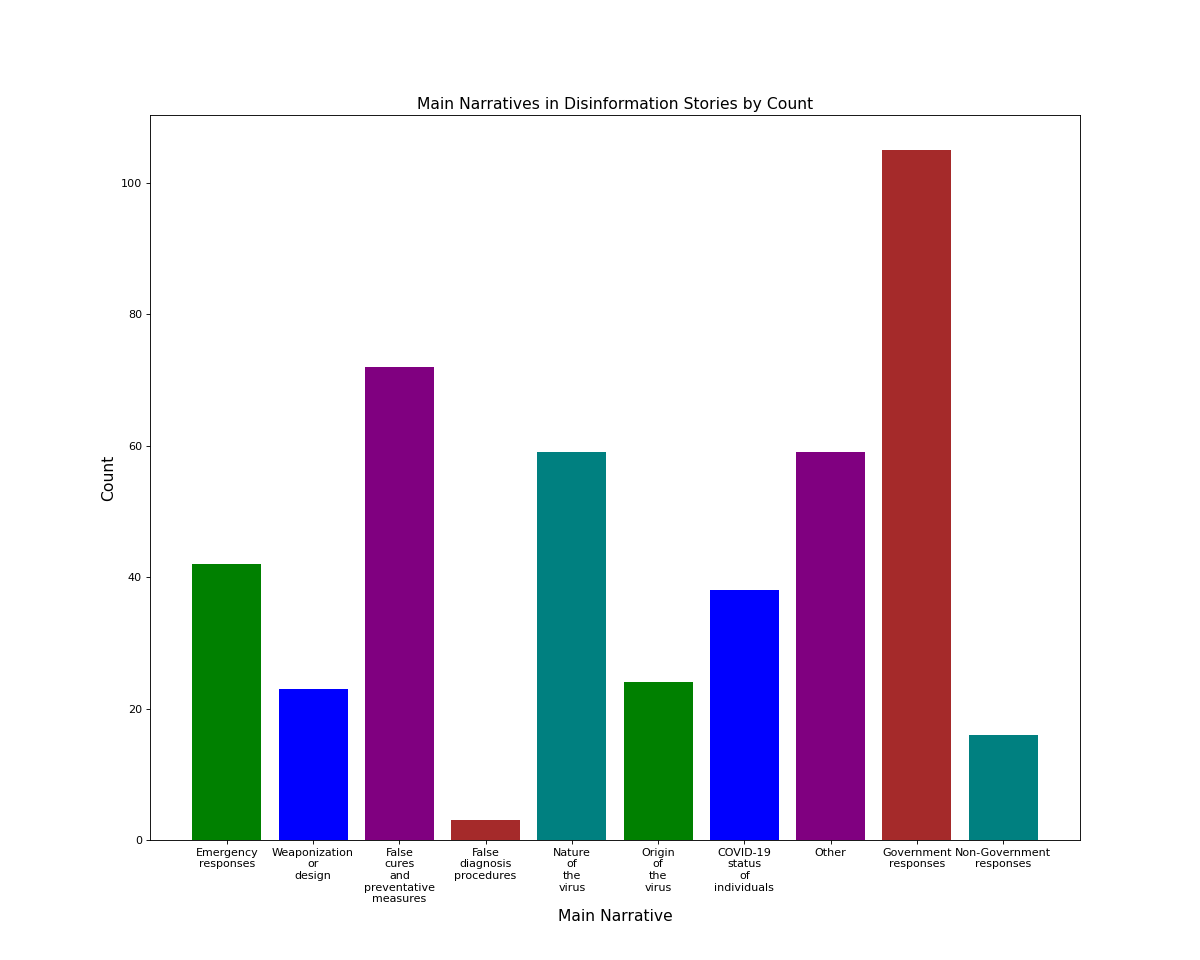 Main Narratives in Disinformation Stories by Count
Count
100
80
60
40
20
0
Emergency
responses
Weaponization
or
design
False
cures
and
preventative
measures
False
diagnosis
procedures
Nature
of
the
virus
Origin
of
the
virus
COVID-19
status
of
individuals
Other
Government
responses
Non-Government
responses
Main Narrative